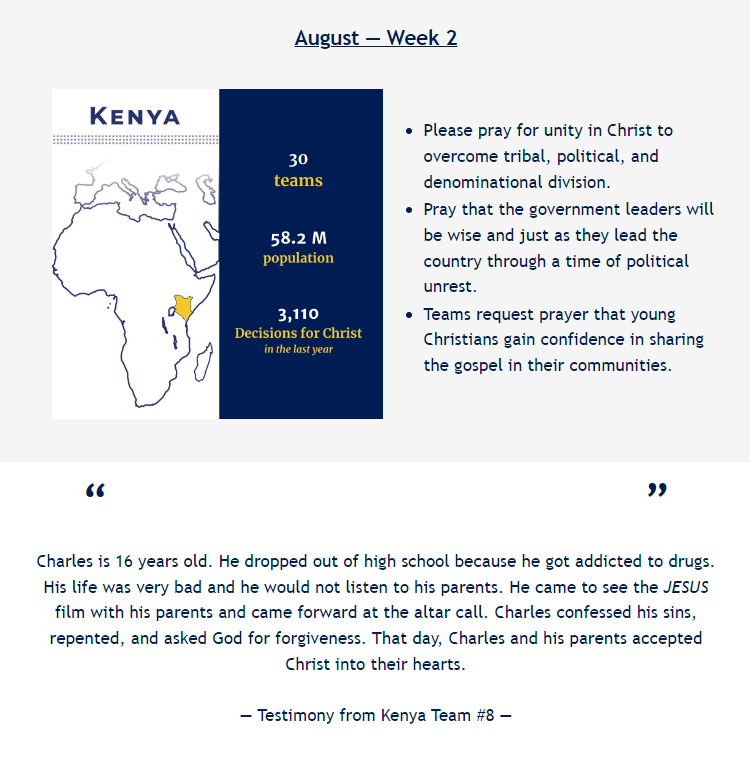 August — Week 2
KENYA
30
teams
58.2 M
population
3,110
Decisions for Christ
in the last year
• Please pray for unity in Christ to
overcome tribal, political, and
denominational division.
• Pray that the government leaders will
be wise and just as they lead the
country through a time of political
unrest.
• Teams request prayer that young
Christians gain confidence in sharing
the gospel in their communities.
“ ”
Charles is 16 years old. He dropped out of high school because he got addicted to drugs.
His life was very bad and he would not listen to his parents. He came to see the JESUS
film with his parents and came forward at the altar call. Charles confessed his sins,
repented, and asked God for forgiveness. That day, Charles and his parents accepted
Christ into their hearts.
— Testimony from Kenya Team #8 —